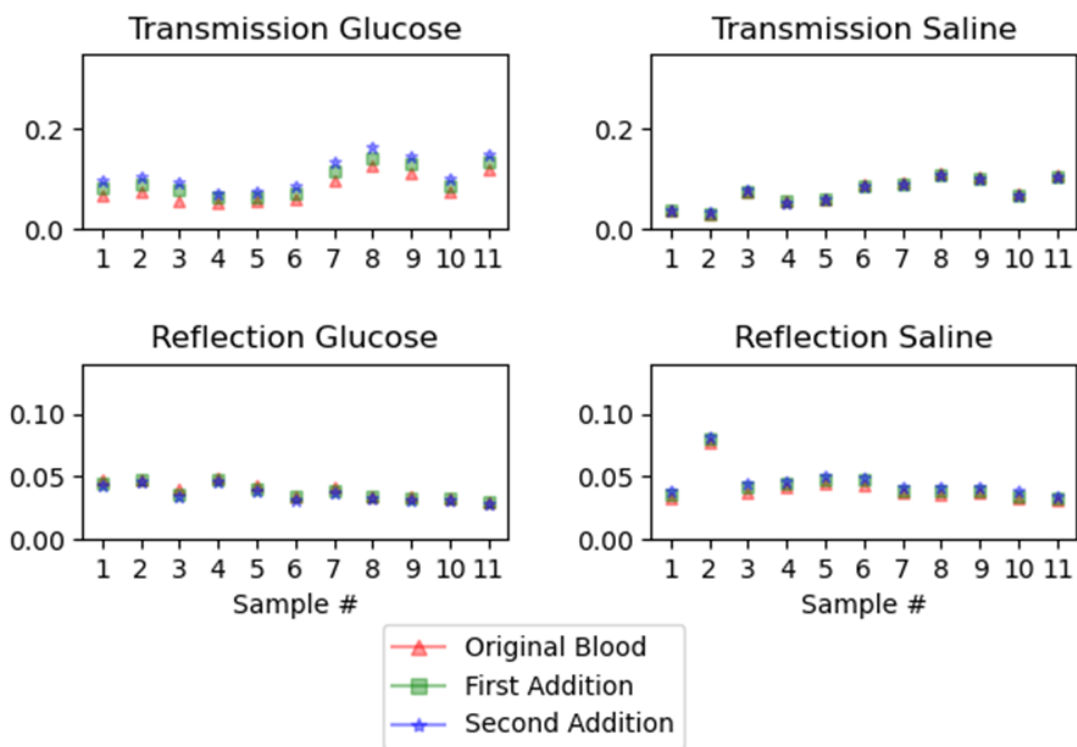 Transmission Glucose
Transmission Saline
0.2
0.0
1 2 3 4 5 6 7 8 9 10 11
0.2
0.0
1 2 3 4 5 6 7 8 9 10 11
Reflection Glucose
Reflection Saline
0.10
0.05
0.00
1 2 3 4 5 6 7 8 9 10 11
Sample #
0.10
0.05
0.00
1 2 3 4 5 6 7 8 9 10 11
Sample #
Original Blood
First Addition
Second Addition